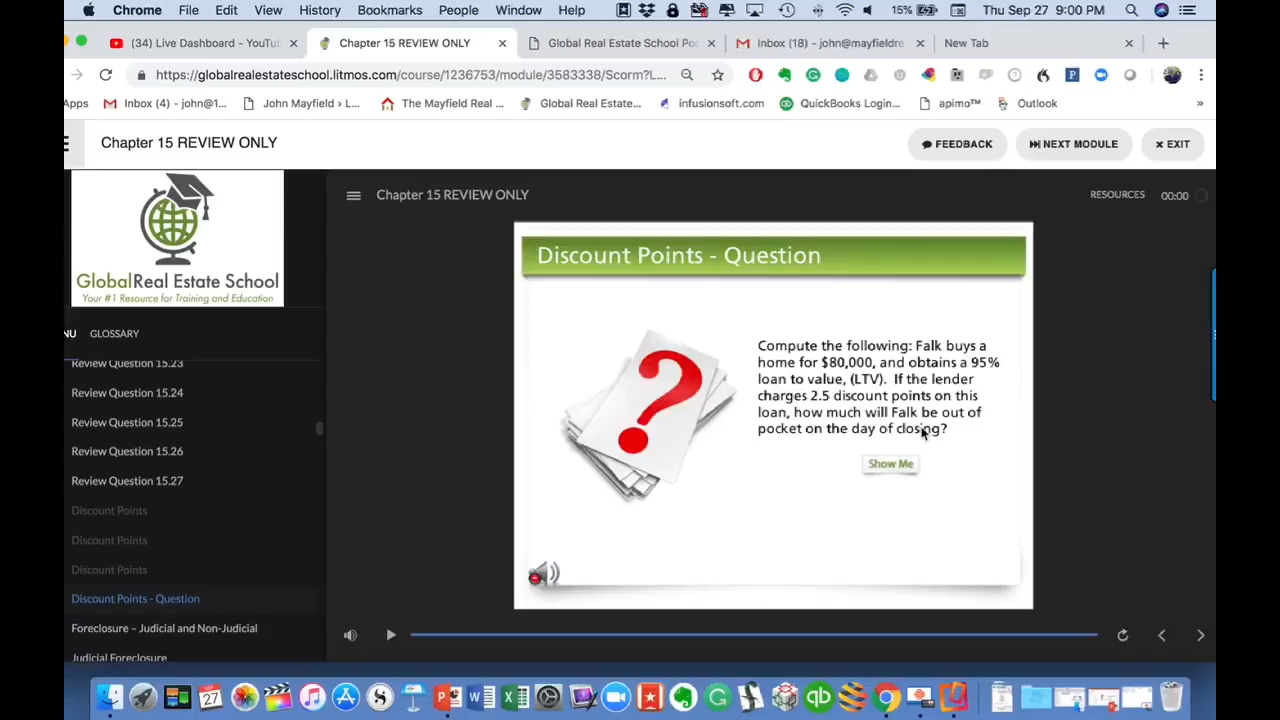 Chrome File Edit View History Bookmarks People Window Help 15% Thu Sep 27 9:00 PM
(34) Live Dashboard - YouTu × Chapter 15 REVIEW ONLY × Global Real Estate School Po × Inbox (18) - john@mayfieldre × New Tab × +
https://globalrealestateschool.litmos.com/course/1236753/module/3583338/Scorm?L...
Apps Inbox (4) - john@1... John Mayfield › L... The Mayfield Real ... Global Real Estate... infusionsoft.com QuickBooks Login... apimo™ Outlook »
Chapter 15 REVIEW ONLY
FEEDBACK NEXT MODULE × EXIT
Chapter 15 REVIEW ONLY RESOURCES 00:00
GlobalReal Estate School
Your #1 Resource for Training and Education
NU GLOSSARY
Review Question 15.23
Review Question 15.24
Review Question 15.25
Review Question 15.26
Review Question 15.27
Discount Points
Discount Points
Discount Points
Discount Points - Question
Foreclosure – Judicial and Non-Judicial
Judicial Foreclosure
Discount Points - Question
?
Compute the following: Falk buys a
home for $80,000, and obtains a 95%
loan to value, (LTV). If the lender
charges 2.5 discount points on this
loan, how much will Falk be out of
pocket on the day of closing?
Show Me